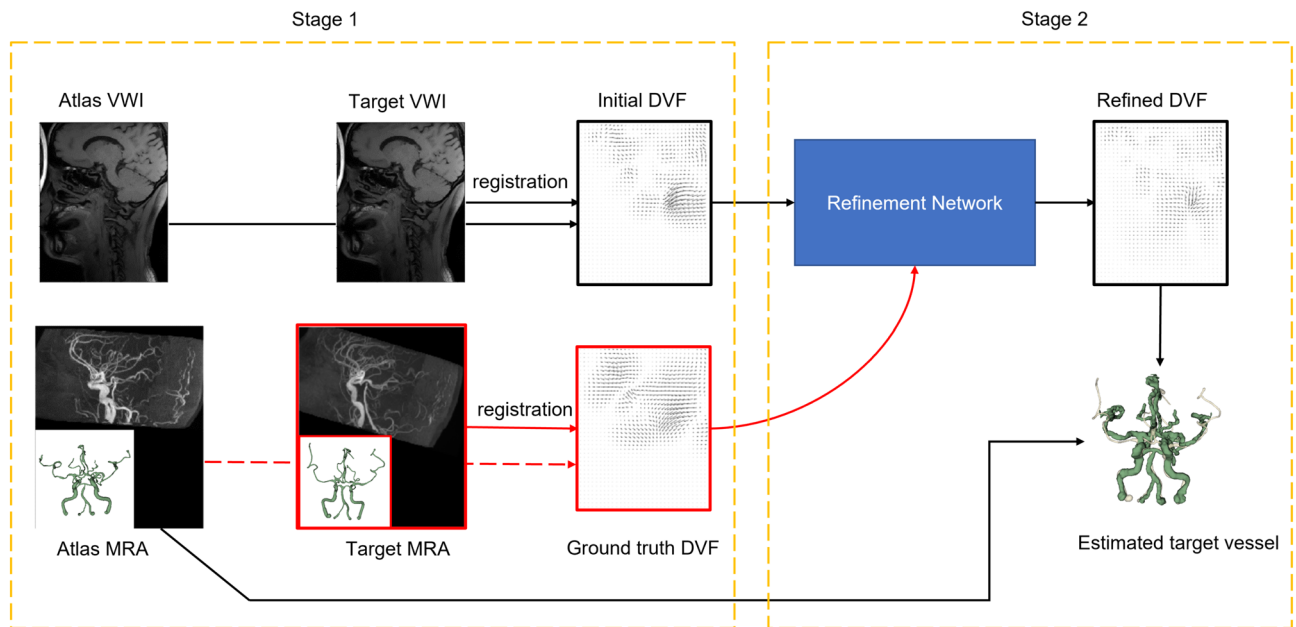 Stage 1
Stage 2
Atlas VWI
Target VWI
Initial DVF
Refined DVF
registration
Refinement Network
registration
Atlas MRA
Target MRA
Ground truth DVF
Estimated target vessel